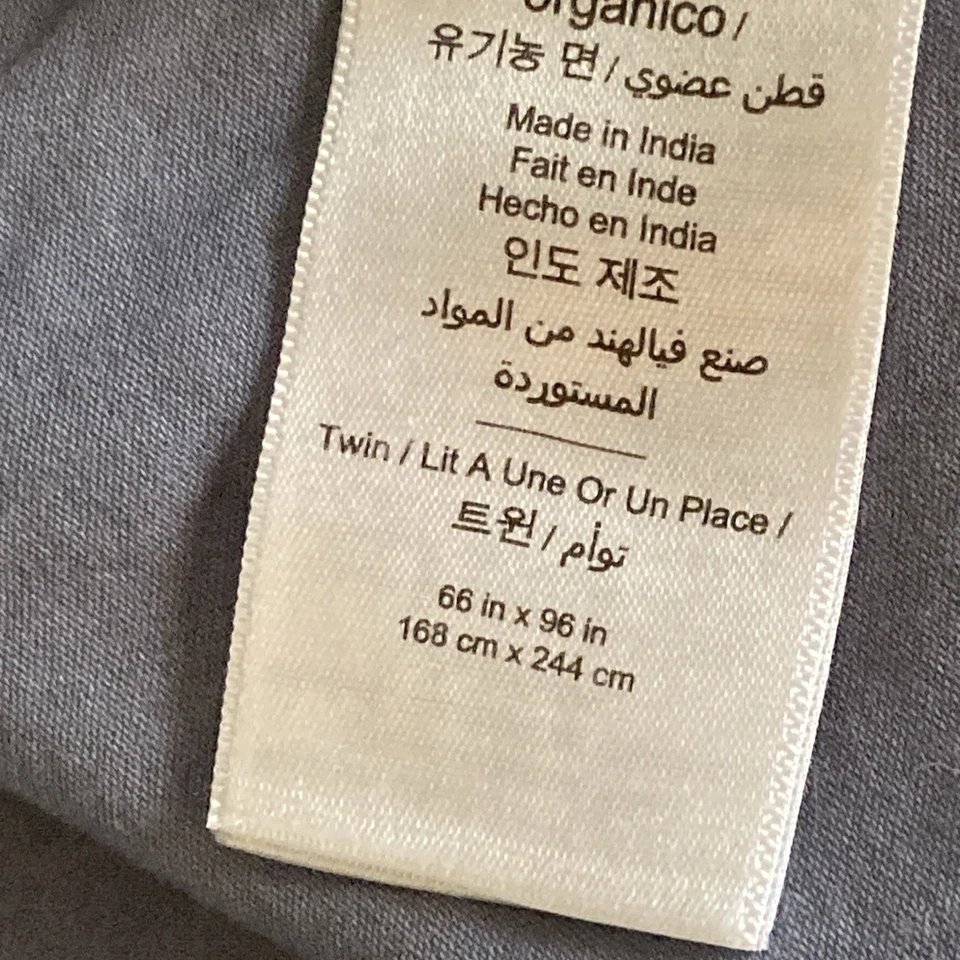 orgánico /
유기농 면 / قطن عضوي
Made in India
Fait en Inde
Hecho en India
인도 제조
صنع فيالهند من المواد
المستوردة
Twin / Lit A Une Or Un Place /
트윈 / توأم
66 in x 96 in
168 cm x 244 cm